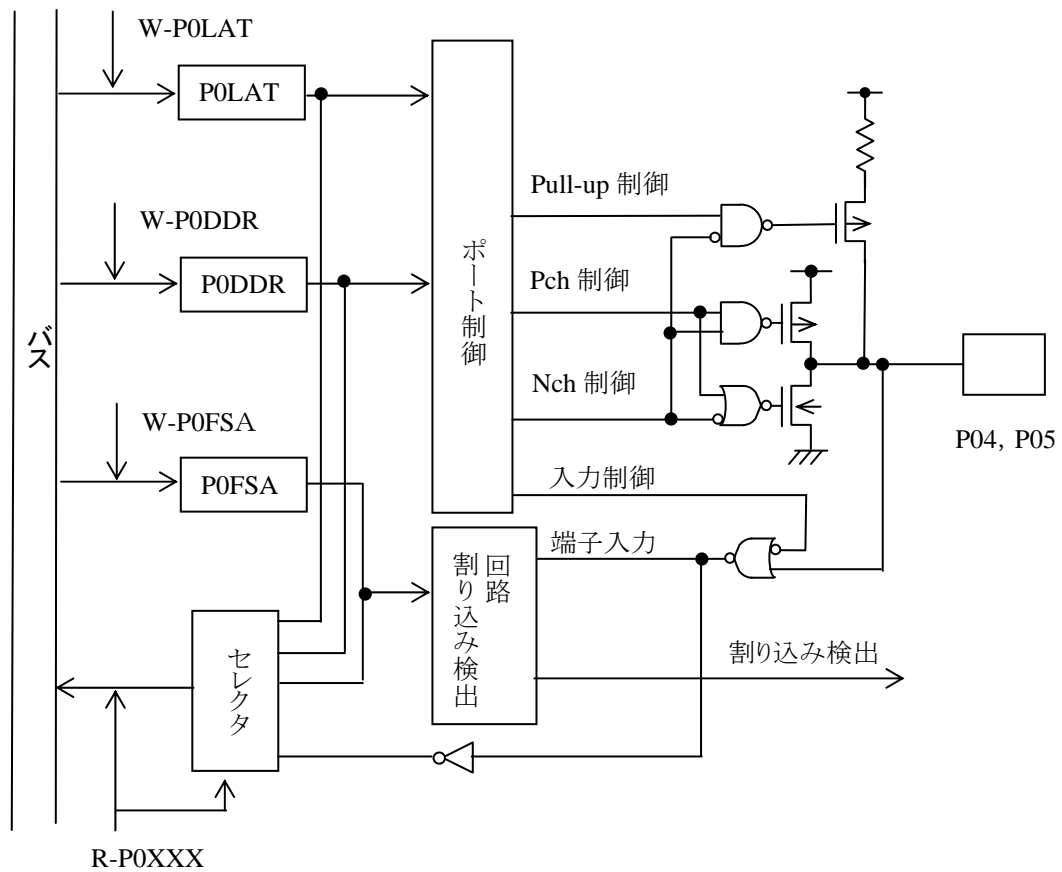 W-P0LAT
P0LAT
W-P0DDR
P0DDR
バス
W-P0FSA
P0FSA
ポート制御
Pull-up 制御
Pch 制御
Nch 制御
入力制御
P04, P05
端子入力
割り込み検出
回路
割り込み検出
セレクタ
R-P0XXX